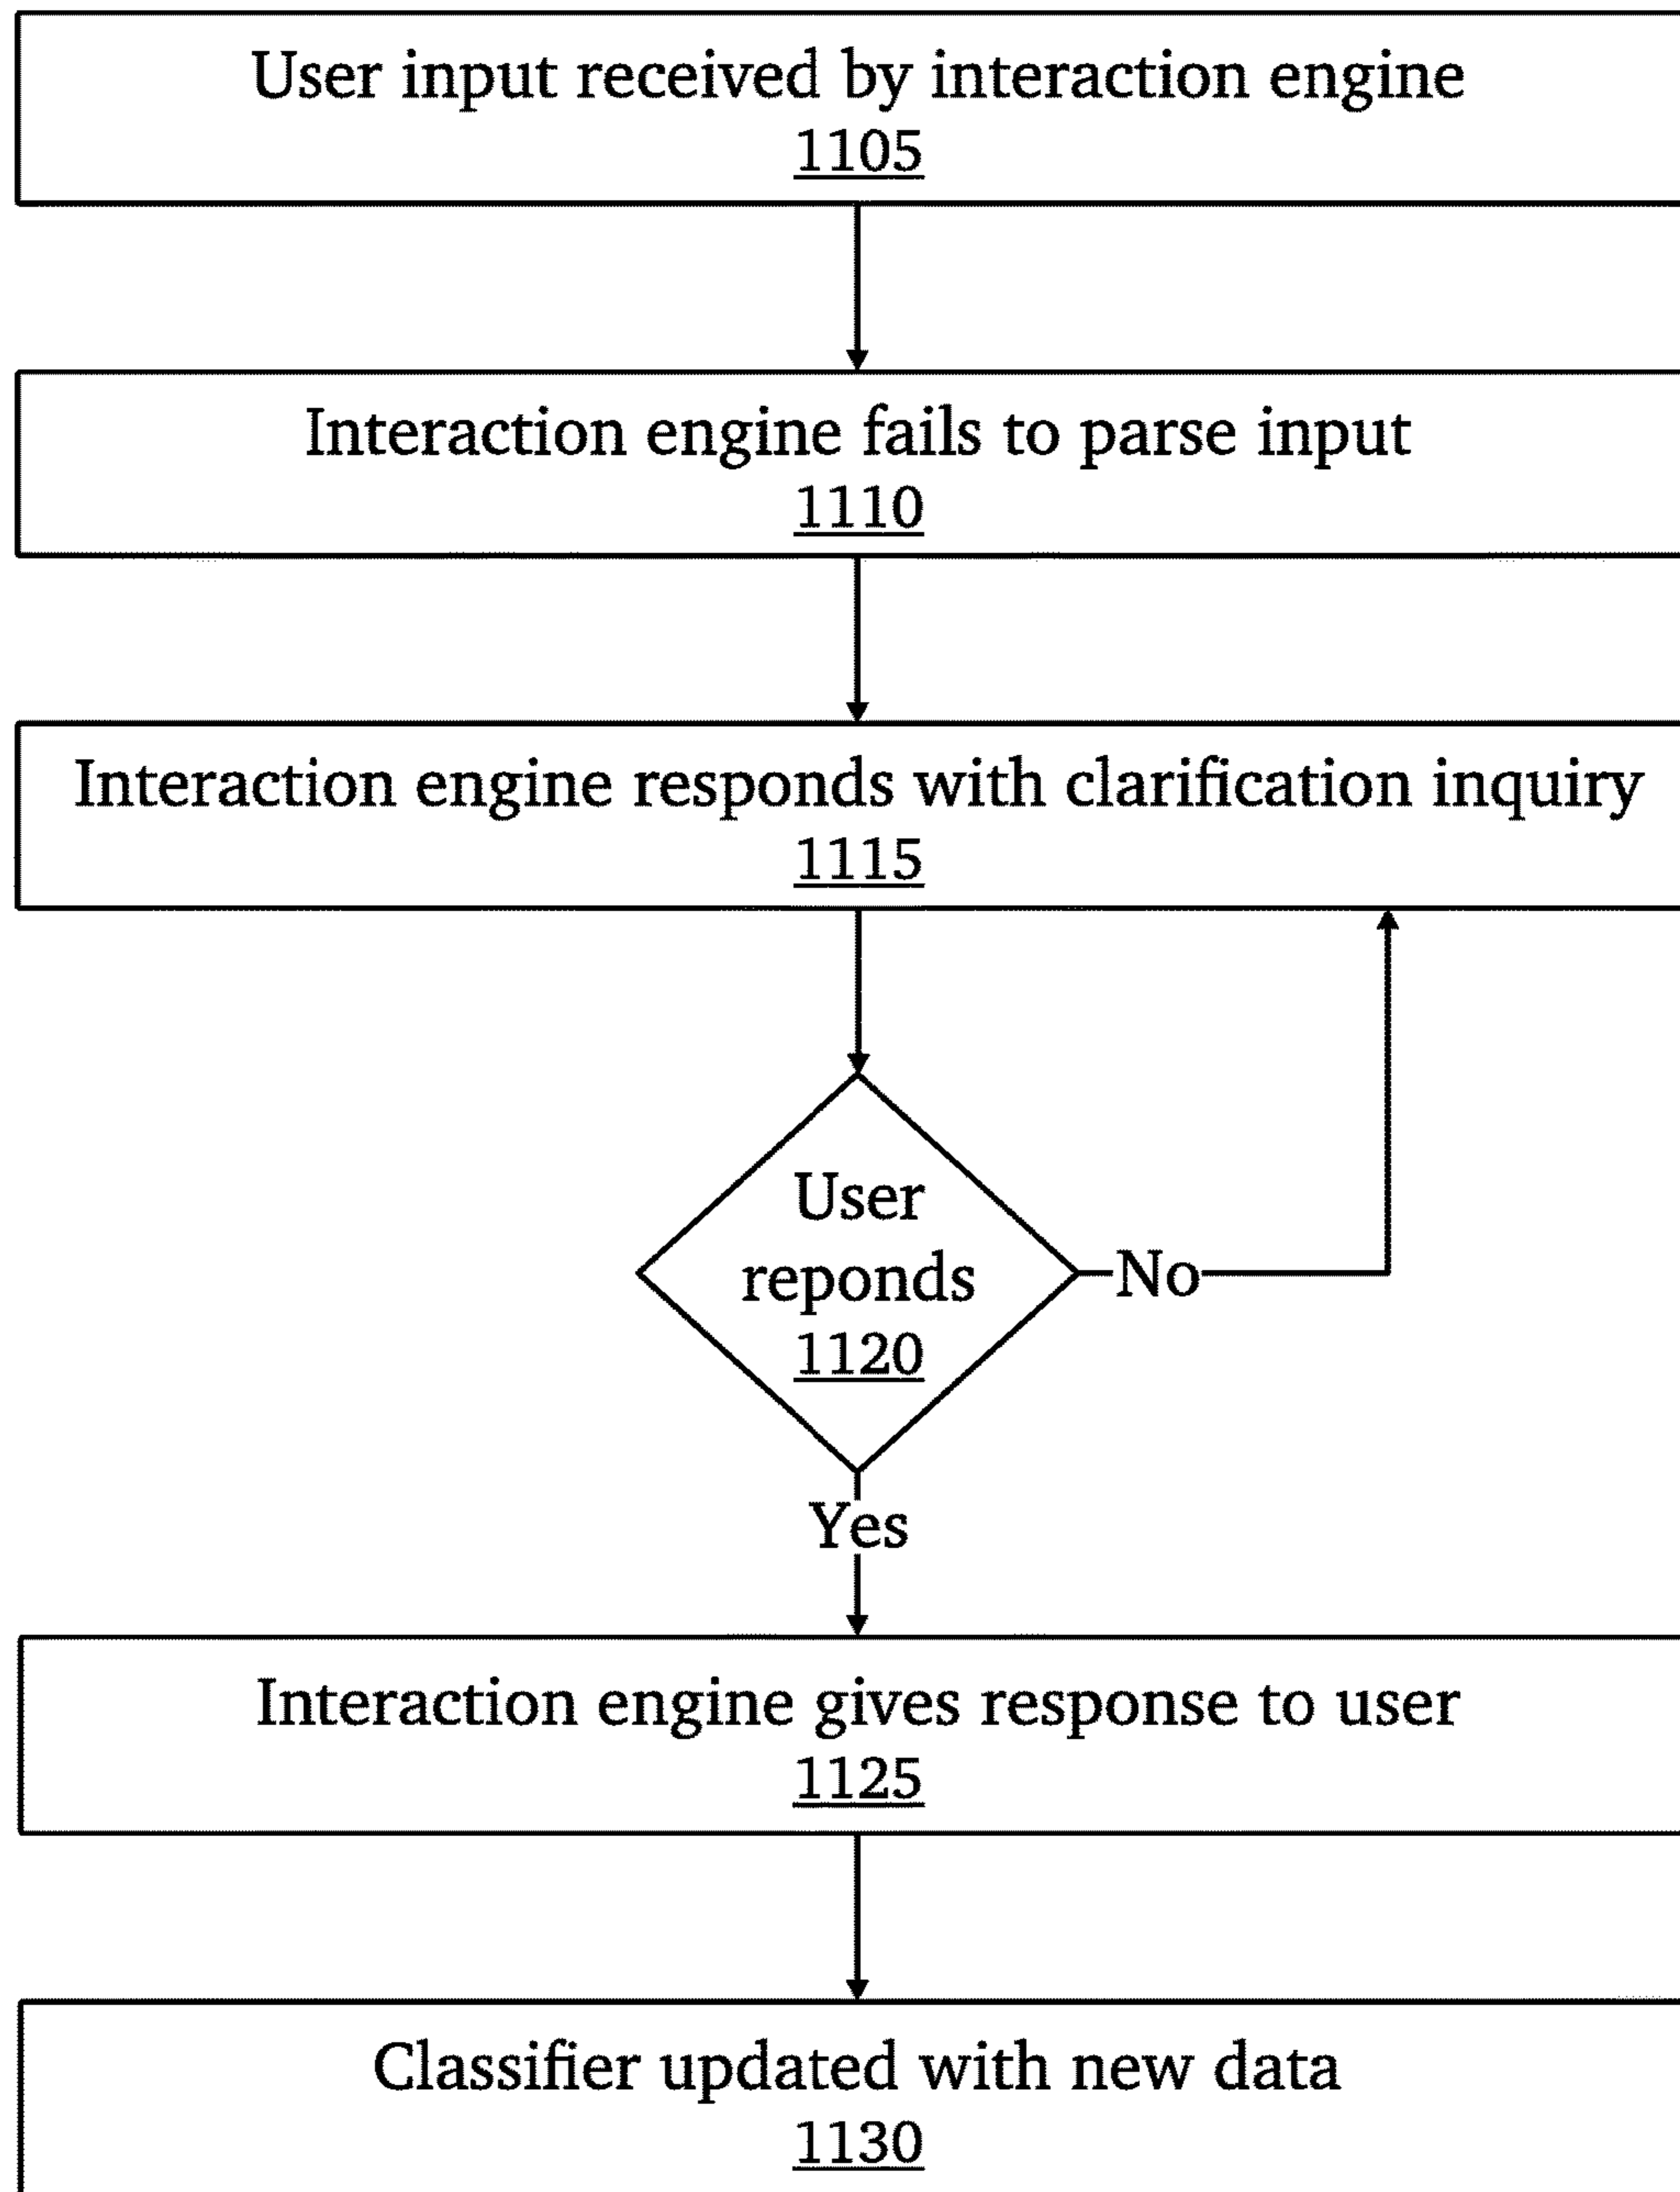 User input received by interaction engine
1105
Interaction engine fails to parse input
1110
Interaction engine responds with clarification inquiry
1115
User
reponds
1120
No
Yes
Interaction engine gives response to user
1125
Classifier updated with new data
1130